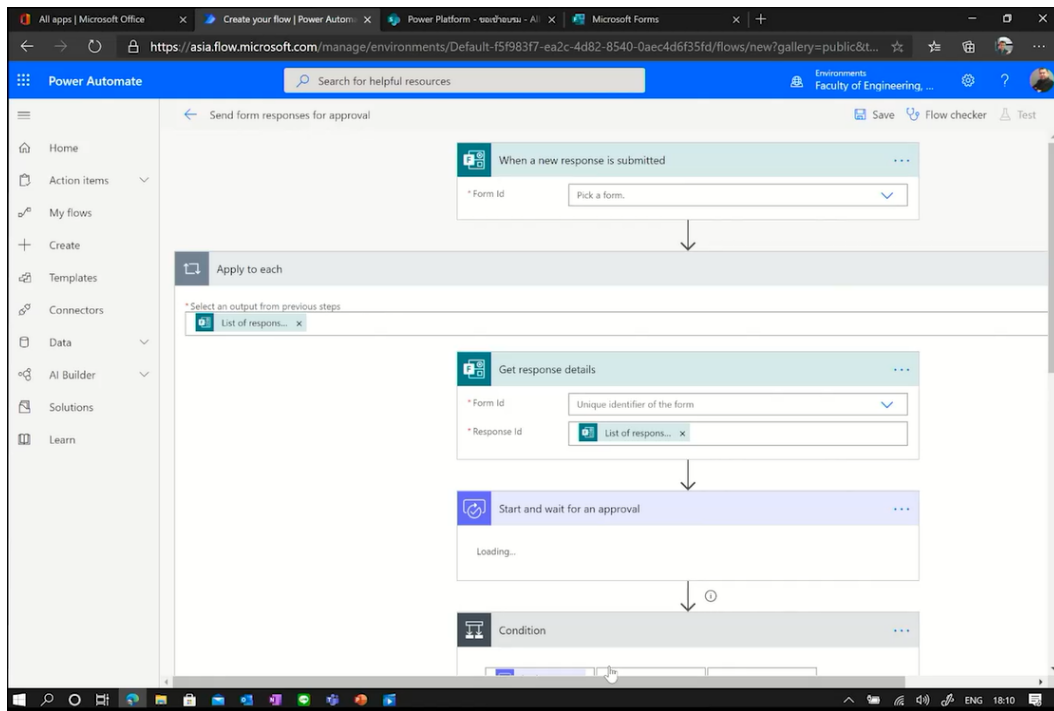 All apps | Microsoft Office
Create your flow | Power Autom
Power Platform - ขอเข้าอบรม - All
Microsoft Forms
https://asia.flow.microsoft.com/manage/environments/Default-f5f983f7-ea2c-4d82-8540-0aec4d6f35fd/flows/new?gallery=public&t...
Power Automate
Search for helpful resources
Environments
Faculty of Engineering, ...
Send form responses for approval
Save
Flow checker
Test
Home
Action items
My flows
Create
Templates
Connectors
Data
AI Builder
Solutions
Learn
When a new response is submitted
* Form Id
Pick a form.
Apply to each
* Select an output from previous steps
List of respons... x
Get response details
* Form Id
Unique identifier of the form
* Response Id
List of respons... x
Start and wait for an approval
Loading...
Condition
ENG
18:10